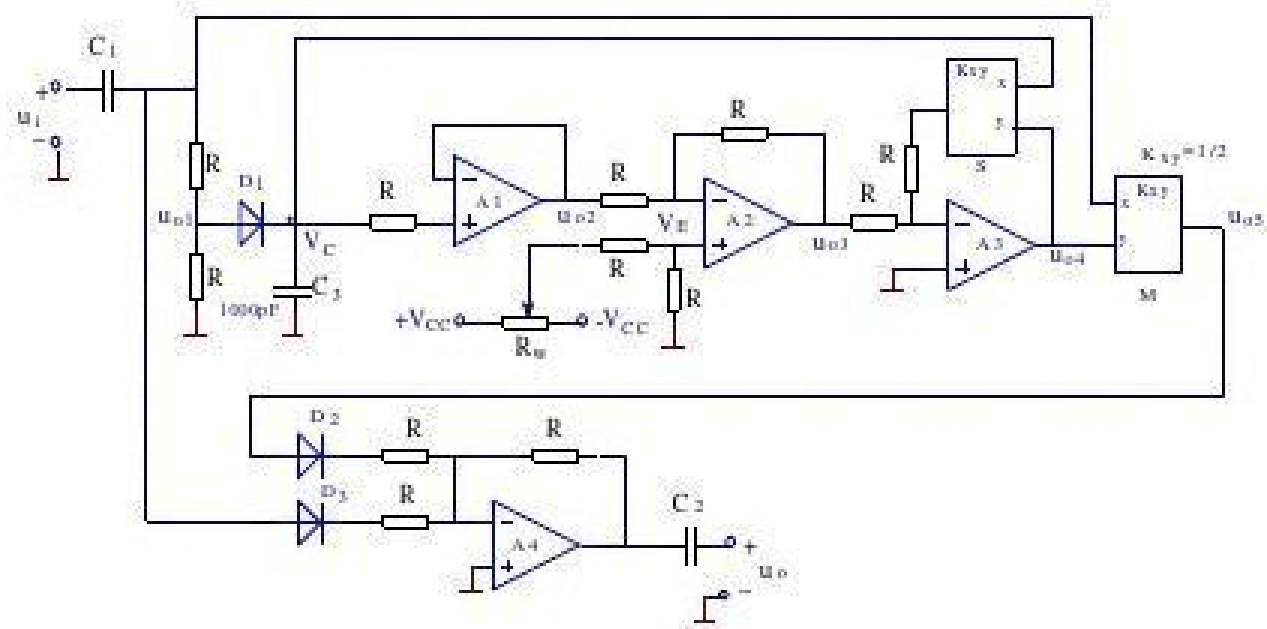 C1
+
u i
−
R
D1
uo1
R
VC
C3
1000pF
R
−
A1
+
uo2
R
VE
R
R
−
A2
+
uo3
+VCC
-VCC
Rw
R
R
−
A3
+
uo4
Kxy
x
S
Kxy=1/2
Kxy
x
M
uo5
D2
R
R
D3
R
−
A4
+
C2
+
uo
−